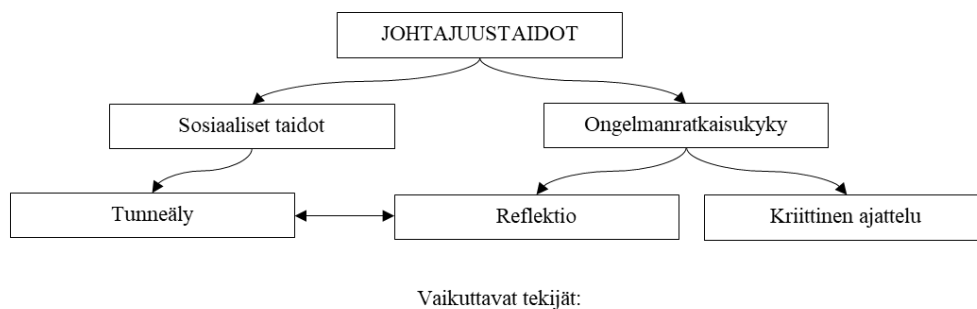 JOHTAJUUSTAIDOT
Sosiaaliset taidot
Ongelmanratkaisukyky
Tunneäly
Reflektio
Kriittinen ajattelu
Vaikuttavat tekijät: